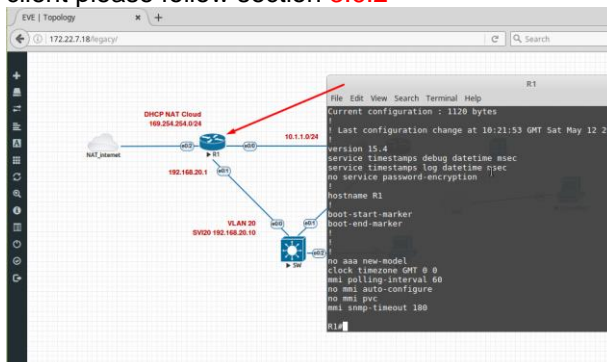 client please follow section
EVE | Topology
172.22.7.18/legacy/
Search
R1
File Edit View Search Terminal Help
DHCP NAT Cloud
169.254.254.0/24
10.1.1.0/24
NAT_internet
e0/2
e0/0
R1
192.168.20.1
e0/1
VLAN 20
SVI20 192.168.20.10
e0/0
e0/1
SW
Current configuration : 1120 bytes
!
! Last configuration change at 10:21:53 GMT Sat May 12 2
!
version 15.4
service timestamps debug datetime msec
service timestamps log datetime msec
no service password-encryption
!
hostname R1
!
boot-start-marker
boot-end-marker
!
!
!
no aaa new-model
clock timezone GMT 0 0
mmi polling-interval 60
no mmi auto-configure
no mmi pvc
mmi snmp-timeout 180
R1#